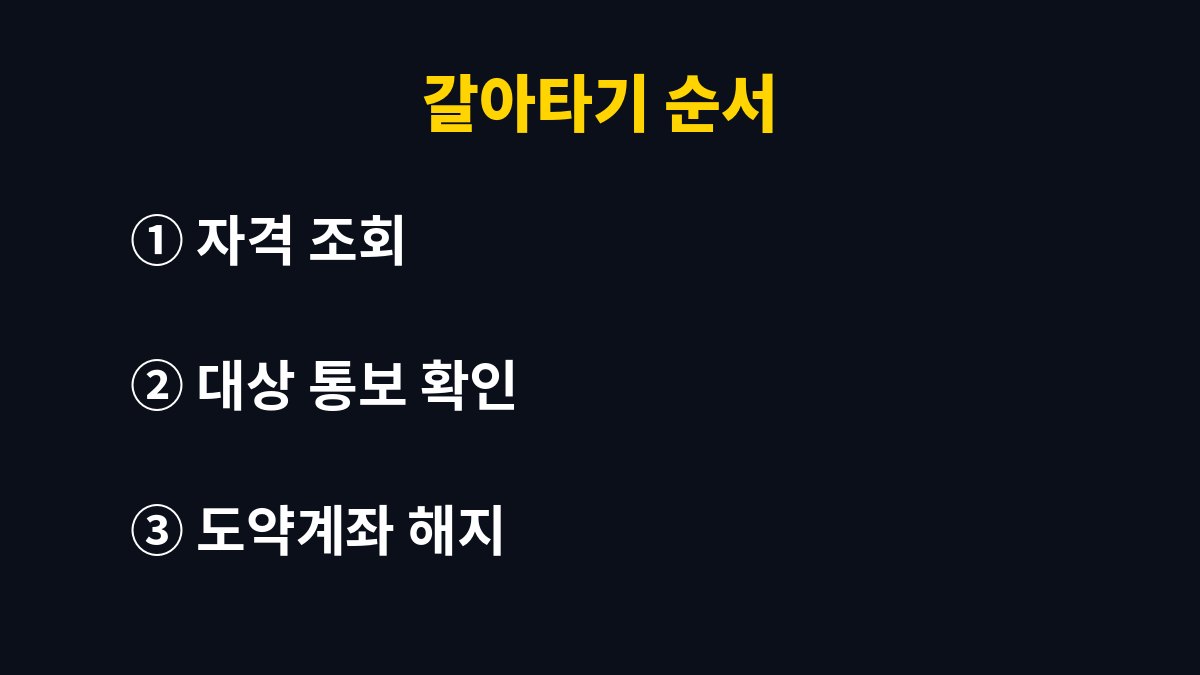 갈아타기 순서
① 자격 조회
② 대상 통보 확인
③ 도약계좌 해지